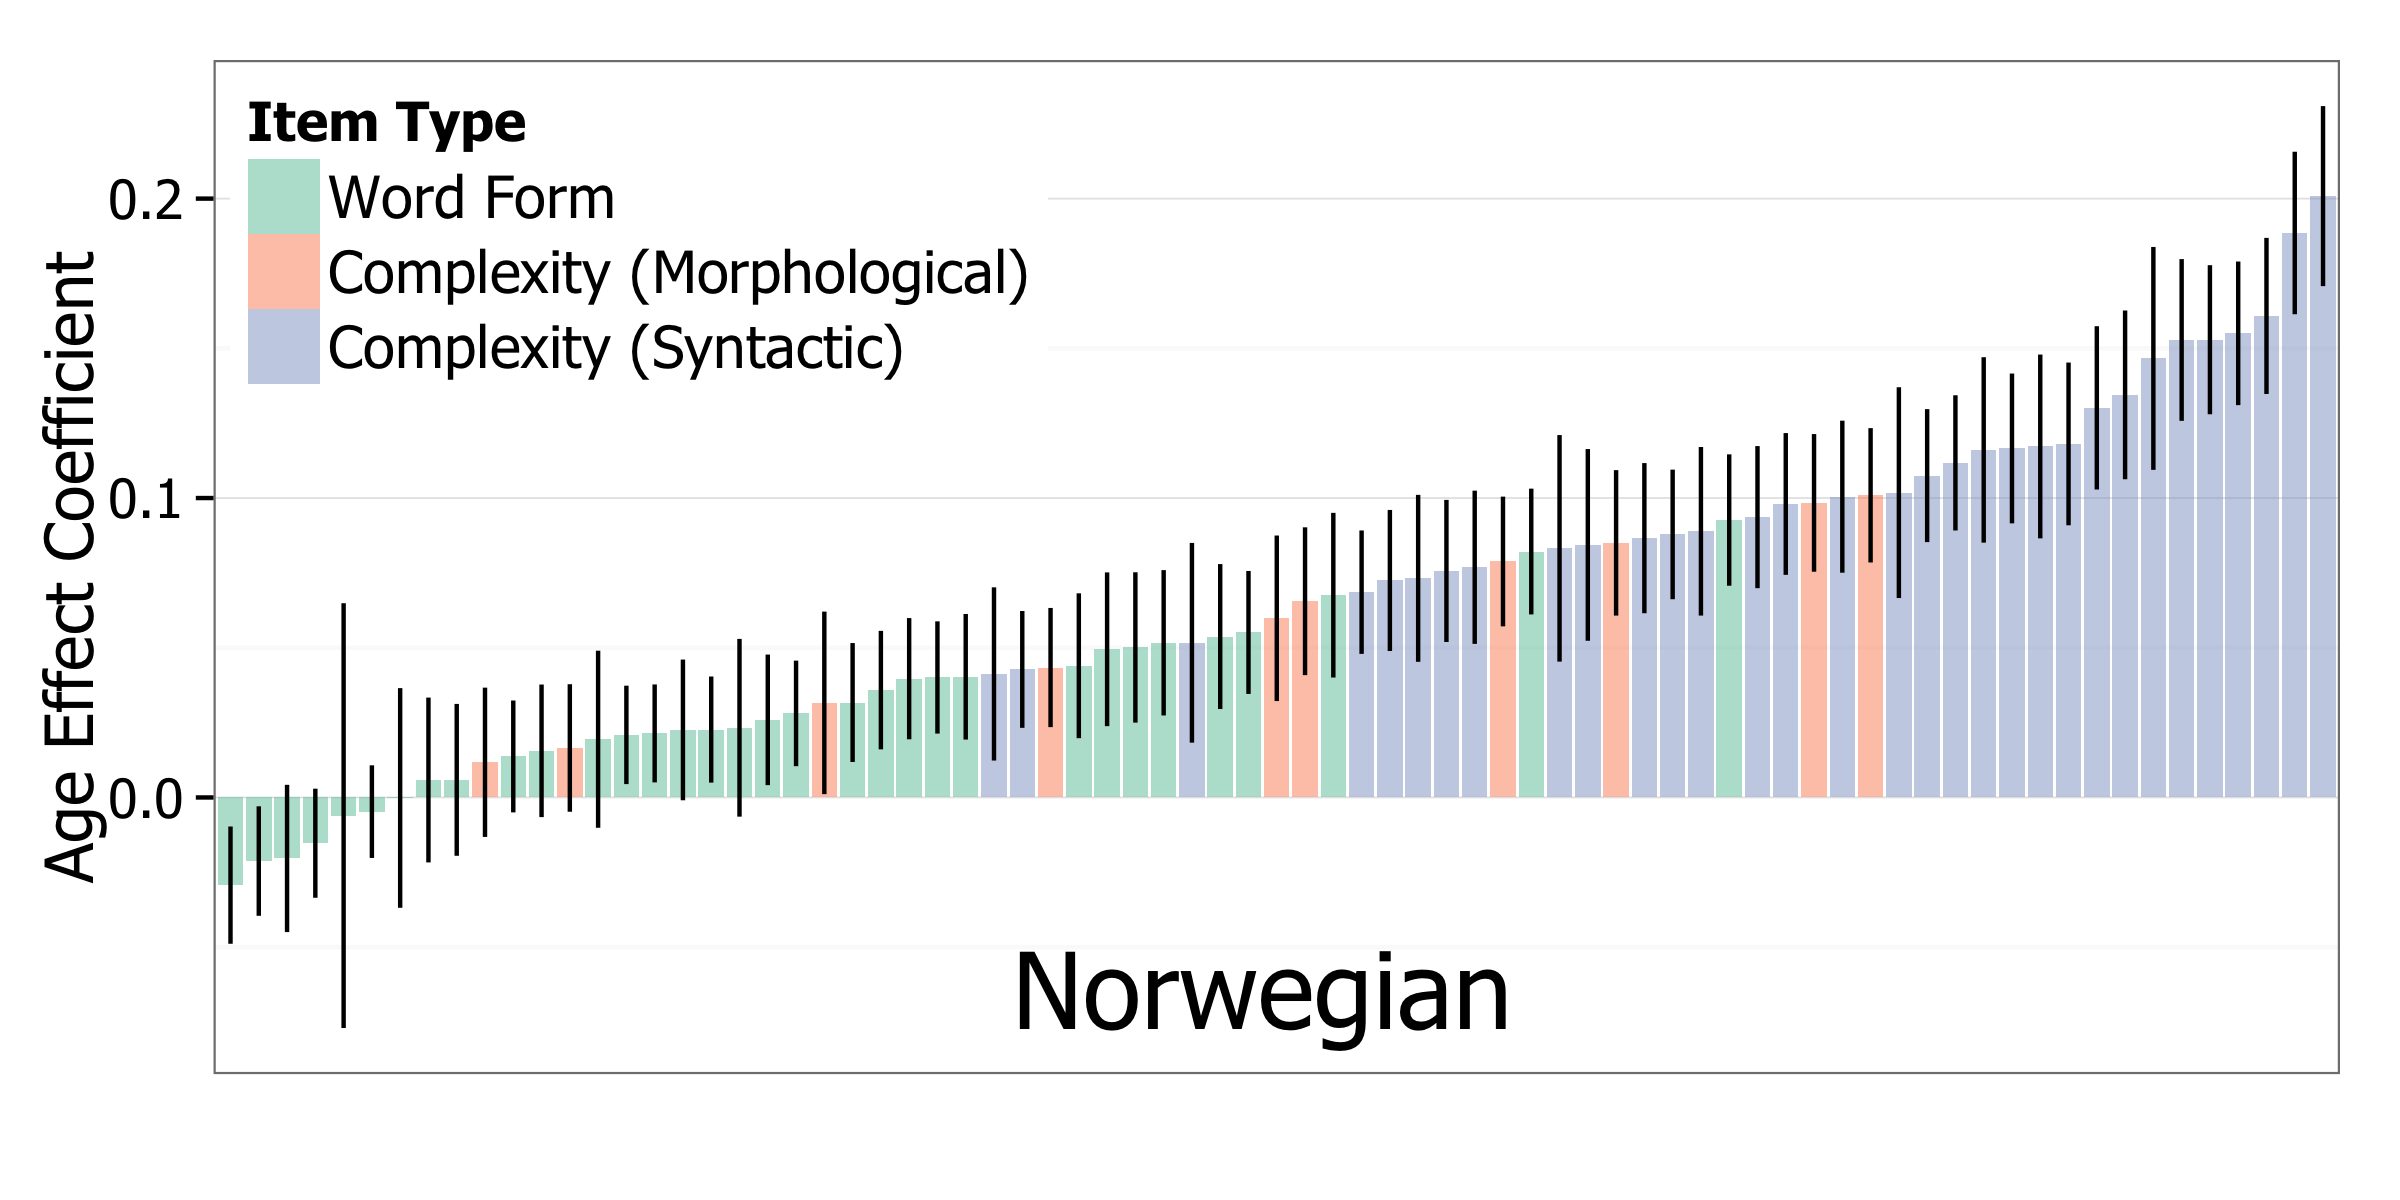 Item Type
Word Form
Complexity (Morphological)
Complexity (Syntactic)
Age Effect Coefficient
0.2
0.1
0.0
Norwegian